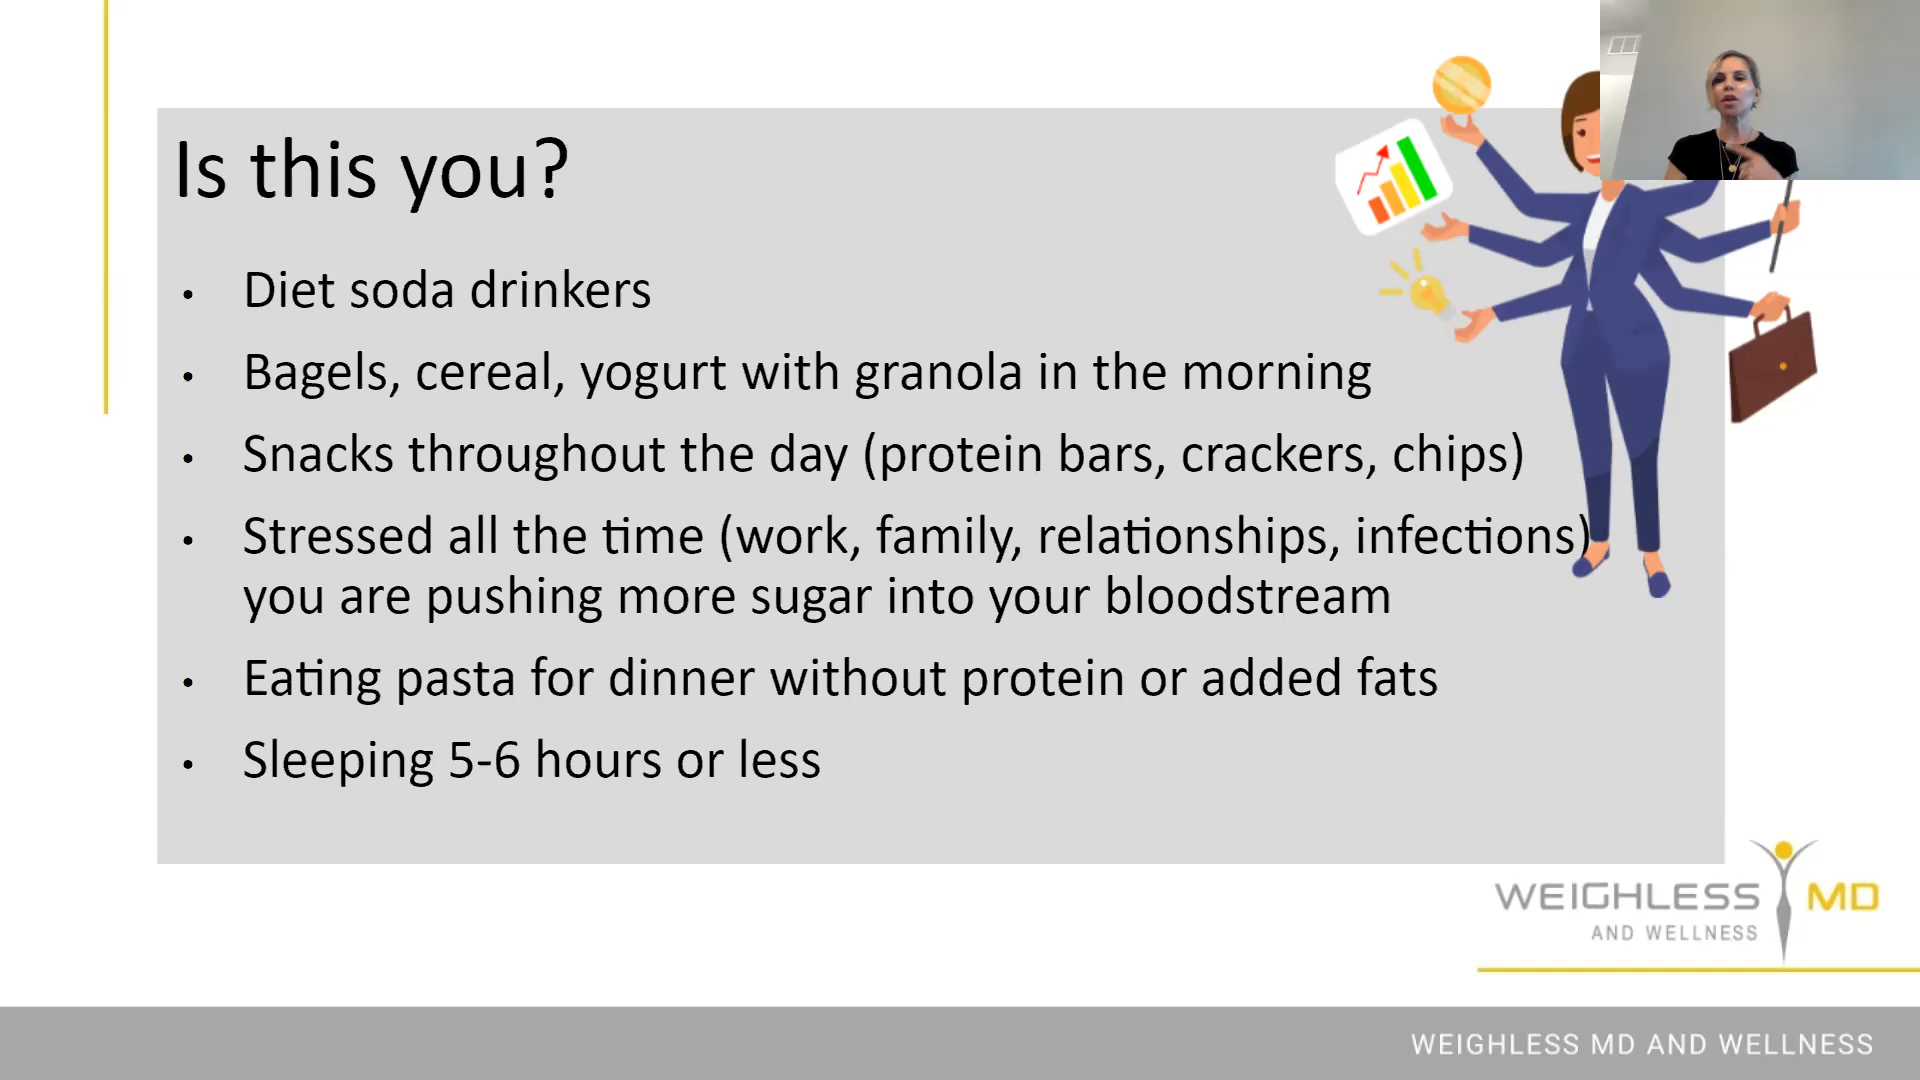 Is this you?
• Diet soda drinkers
• Bagels, cereal, yogurt with granola in the morning
• Snacks throughout the day (protein bars, crackers, chips)
• Stressed all the time (work, family, relationships, infections)
you are pushing more sugar into your bloodstream
• Eating pasta for dinner without protein or added fats
• Sleeping 5-6 hours or less
WEIGHLESS MD
AND WELLNESS
WEIGHLESS MD AND WELLNESS